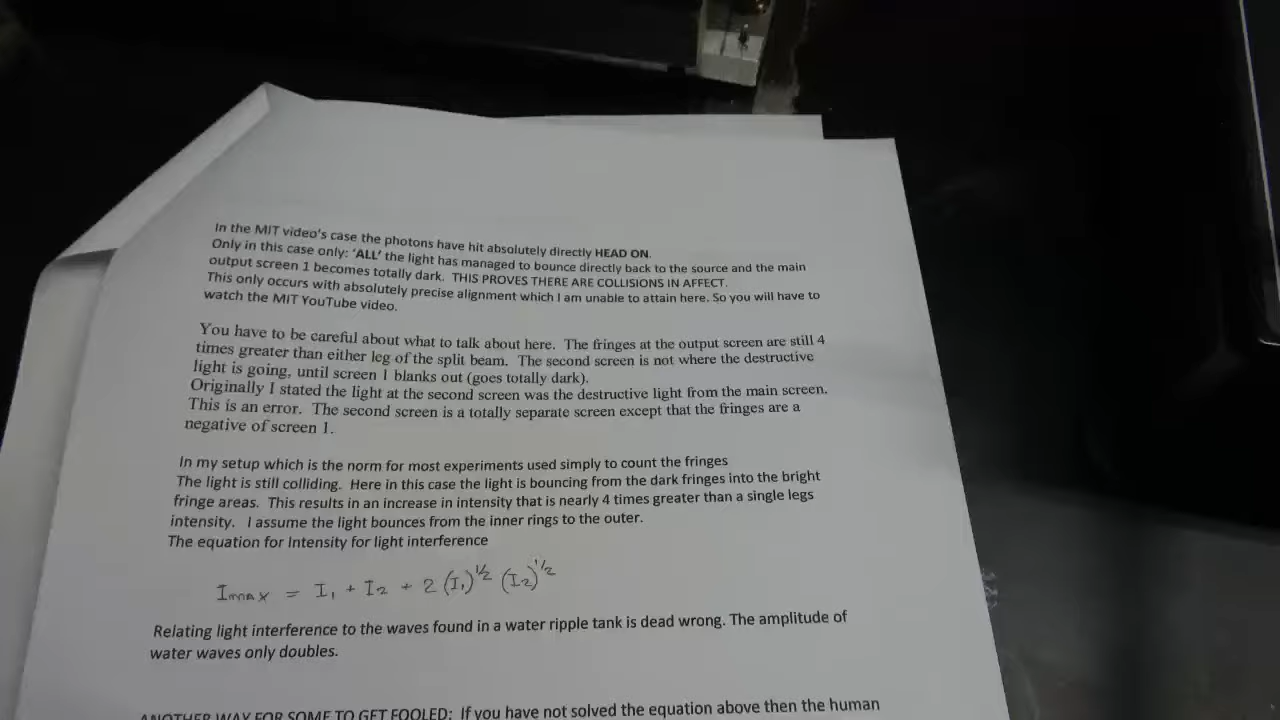 In the MIT video's case the photons have hit absolutely directly HEAD ON.
Only in this case only: 'ALL' the light has managed to bounce directly back to the source and the main
output screen 1 becomes totally dark. THIS PROVES THERE ARE COLLISIONS IN AFFECT.
This only occurs with absolutely precise alignment which I am unable to attain here. So you will have to
watch the MIT YouTube video.
You have to be careful about what to talk about here. The fringes at the output screen are still 4
times greater than either leg of the split beam. The second screen is not where the destructive
light is going, until screen 1 blanks out (goes totally dark).
Originally I stated the light at the second screen was the destructive light from the main screen.
This is an error. The second screen is a totally separate screen except that the fringes are a
negative of screen 1.
In my setup which is the norm for most experiments used simply to count the fringes
The light is still colliding. Here in this case the light is bouncing from the dark fringes into the bright
fringe areas. This results in an increase in intensity that is nearly 4 times greater than a single legs
intensity. I assume the light bounces from the inner rings to the outer.
The equation for Intensity for light interference
Imax = I1 + I2 + 2 (I1)^1/2 (I2)^1/2
Relating light interference to the waves found in a water ripple tank is dead wrong. The amplitude of
water waves only doubles.
ANOTHER WAY FOR SOME TO GET FOOLED: If you have not solved the equation above then the human